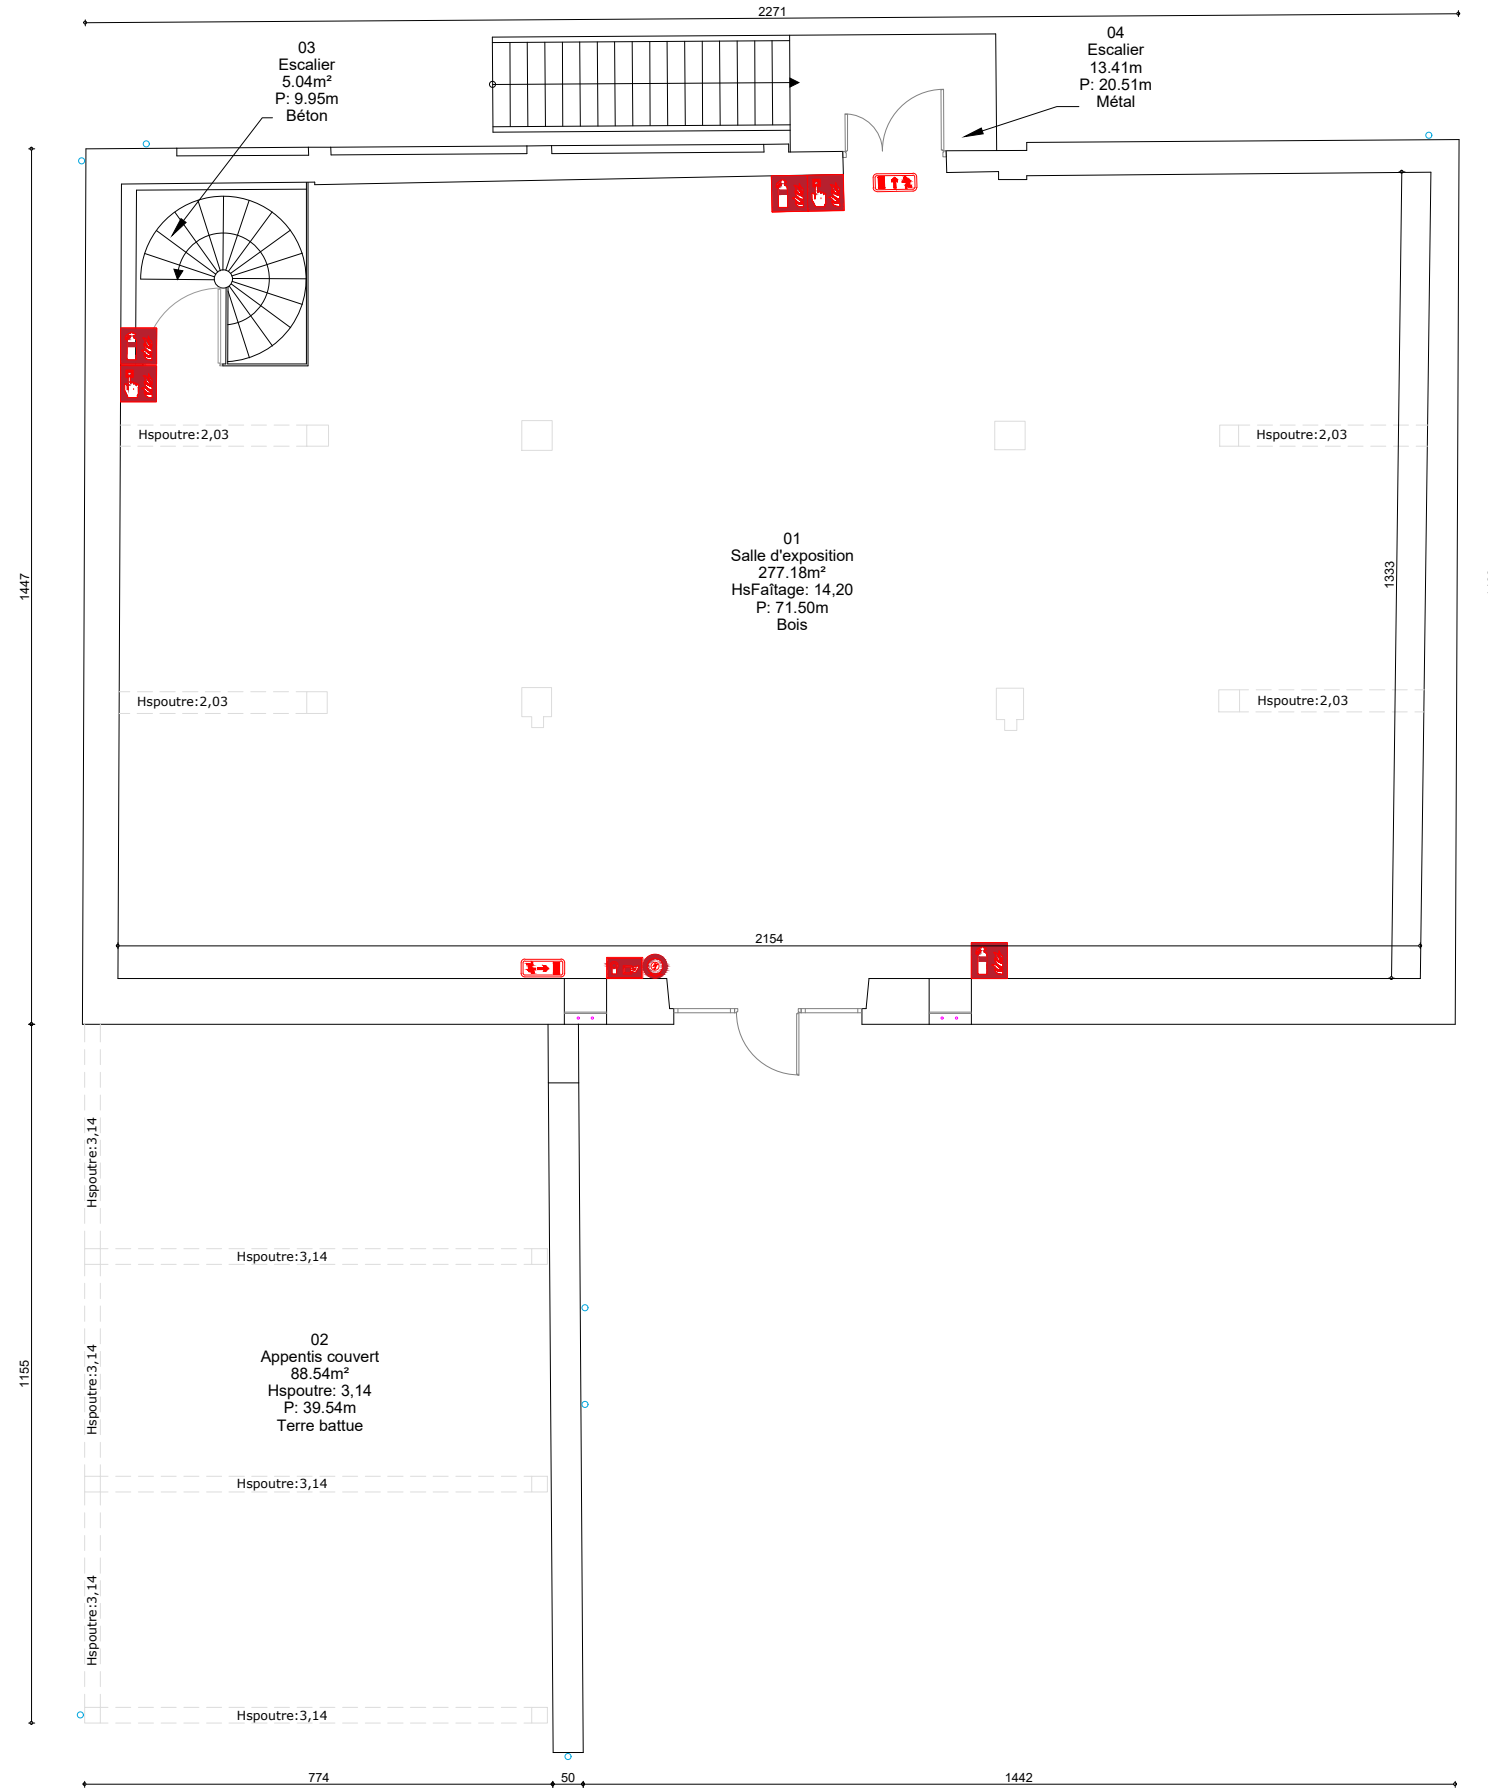 2271
03
Escalier
5.04m²
P: 9.95m
Béton
04
Escalier
13.41m
P: 20.51m
Métal
Hspoutre:2,03
Hspoutre:2,03
01
Salle d'exposition
277.18m²
HsFaîtage: 14,20
P: 71.50m
Bois
1447
1333
Hspoutre:2,03
Hspoutre:2,03
2154
Hspoutre:3,14
Hspoutre:3,14
02
Appentis couvert
88.54m²
Hspoutre: 3,14
P: 39.54m
Terre battue
1155
Hspoutre:3,14
Hspoutre:3,14
Hspoutre:3,14
Hspoutre:3,14
774
50
1442